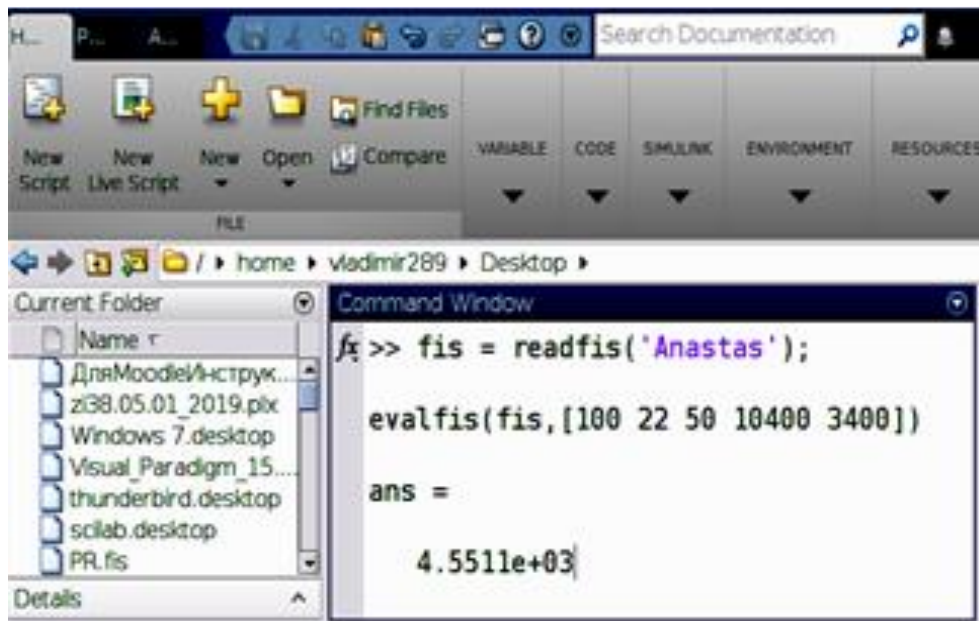 H... P... A... Search Documentation
New Script
New Live Script
New
Open
Find Files
Compare
VARIABLE
CODE
SIMULINK
ENVIRONMENT
RESOURCES
FILE
/ home vladimir289 Desktop
Current Folder
Name
ДляMoodleИнструк...
zi38.05.01_2019.plx
Windows 7.desktop
Visual_Paradigm_15....
thunderbird.desktop
scilab.desktop
PR.fis
Details
Command Window
fx >> fis = readfis('Anastas');
evalfis(fis,[100 22 50 10400 3400])
ans =
4.5511e+03